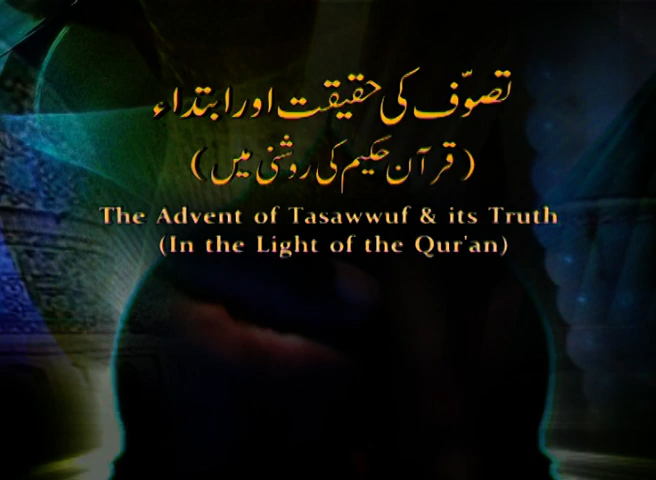 تصوّف کی حقیقت اور ابتداء
(قرآن حکیم کی روشنی میں)
The Advent of Tasawwuf & its Truth
(In the Light of the Qur'an)